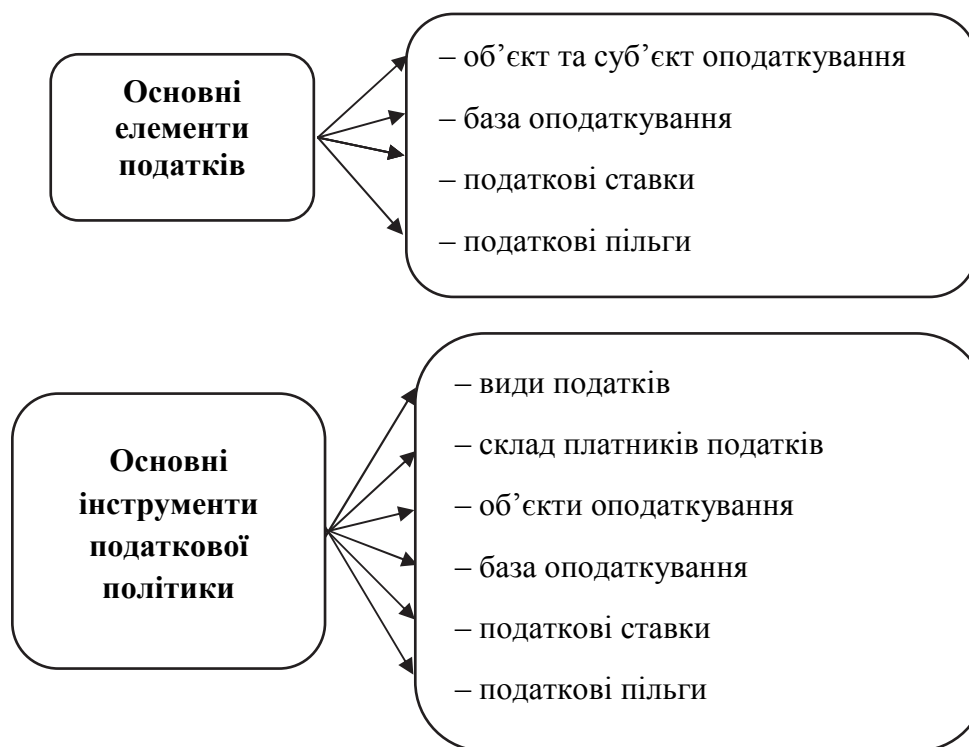 Основні
елементи
податків
– об’єкт та суб’єкт оподаткування
– база оподаткування
– податкові ставки
– податкові пільги
Основні
інструменти
податкової
політики
– види податків
– склад платників податків
– об’єкти оподаткування
– база оподаткування
– податкові ставки
– податкові пільги